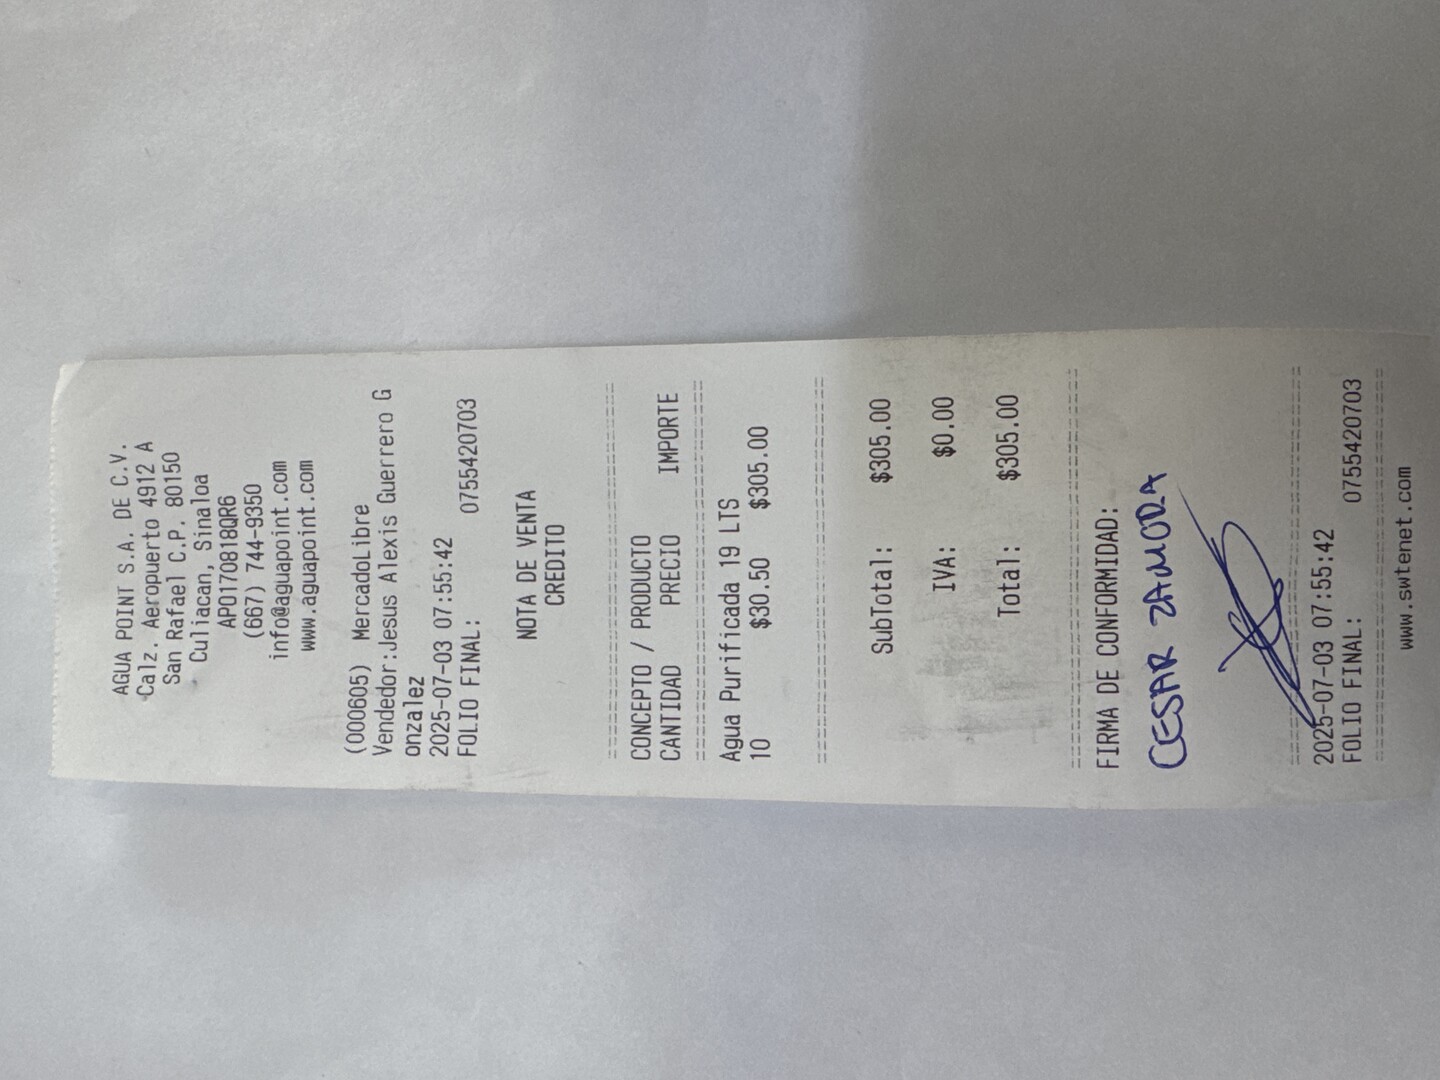 AGUA POINT S.A. DE C.V.
Calz. Aeropuerto 4912 A
San Rafael C.P. 80150
Culiacan, Sinaloa
APO170818QR6
(667) 744-9350
info@aguapoint.com
www.aguapoint.com
(000605) MercadoLibre
Vendedor:Jesus Alexis Guerrero G
onzalez
2025-07-03 07:55:42
FOLIO FINAL: 0755420703
NOTA DE VENTA
CREDITO
CONCEPTO / PRODUCTO
CANTIDAD PRECIO IMPORTE
Agua Purificada 19 LTS
10 $30.50 $305.00
SubTotal: $305.00
IVA: $0.00
Total: $305.00
FIRMA DE CONFORMIDAD:
CESAR ZAMORA
2025-07-03 07:55:42
FOLIO FINAL: 0755420703
www.swtenet.com